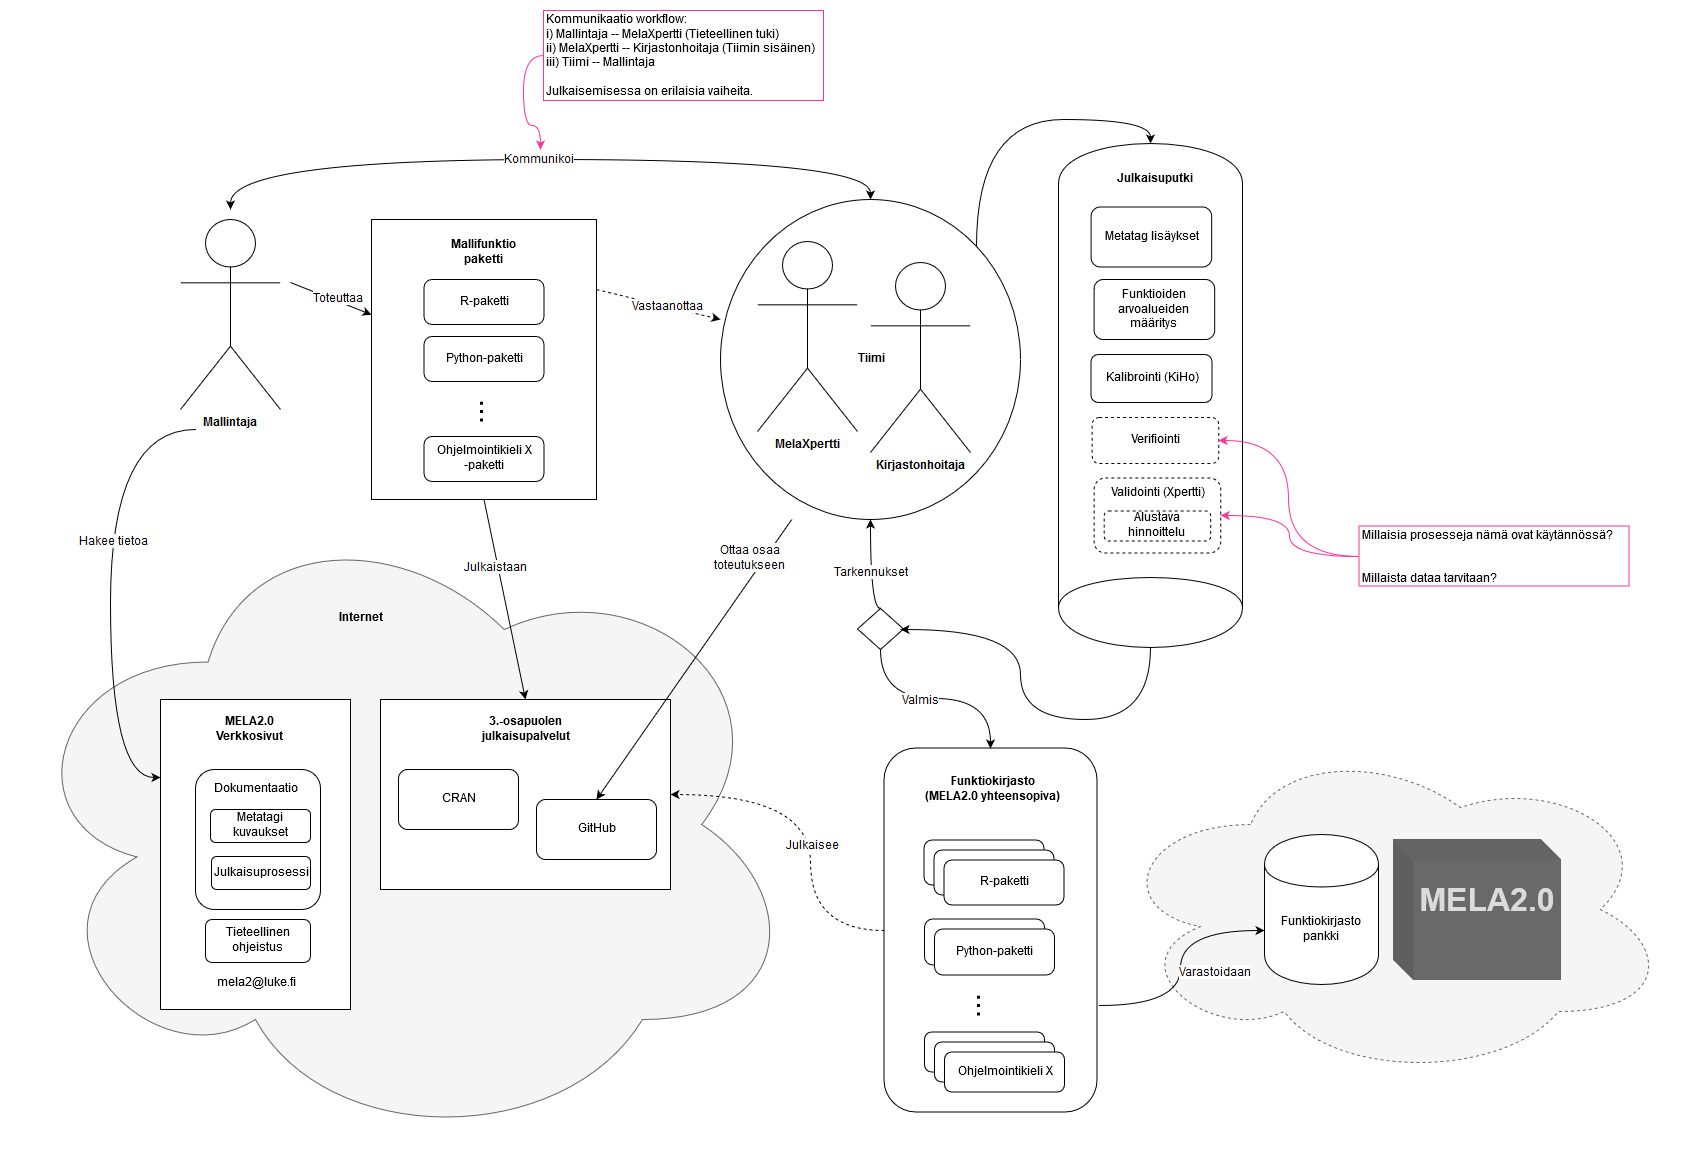 Kommunikaatio workflow:
i) Mallintaja -- MelaXpertti (Tieteellinen tuki)
ii) MelaXpertti -- Kirjastonhoitaja (Tiimin sisäinen)
iii) Tiimi -- Mallintaja
Julkaisemisessa on erilaisia vaiheita.
Kommunikoi
Mallintaja
Toteuttaa
Mallifunktio
paketti
R-paketti
Python-paketti
Ohjelmointikieli X
-paketti
Vastaanottaa
Tiimi
MelaXpertti
Kirjastonhoitaja
Julkaisuputki
Metatag lisäykset
Funktioiden
arvoalueiden
määritys
Kalibrointi (KiHo)
Verifiointi
Validointi (Xpertti)
Alustava
hinnoittelu
Millaisia prosesseja nämä ovat käytännössä?
Millaista dataa tarvitaan?
Hakee tietoa
Julkaistaan
Ottaa osaa
toteutukseen
Tarkennukset
Valmis
Internet
MELA2.0
Verkkosivut
Dokumentaatio
Metatagi
kuvaukset
Julkaisuprosessi
Tieteellinen
ohjeistus
mela2@luke.fi
3.-osapuolen
julkaisupalvelut
CRAN
GitHub
Julkaisee
Funktiokirjasto
(MELA2.0 yhteensopiva)
R-paketti
Python-paketti
Ohjelmointikieli X
Varastoidaan
Funktiokirjasto
pankki
MELA2.0